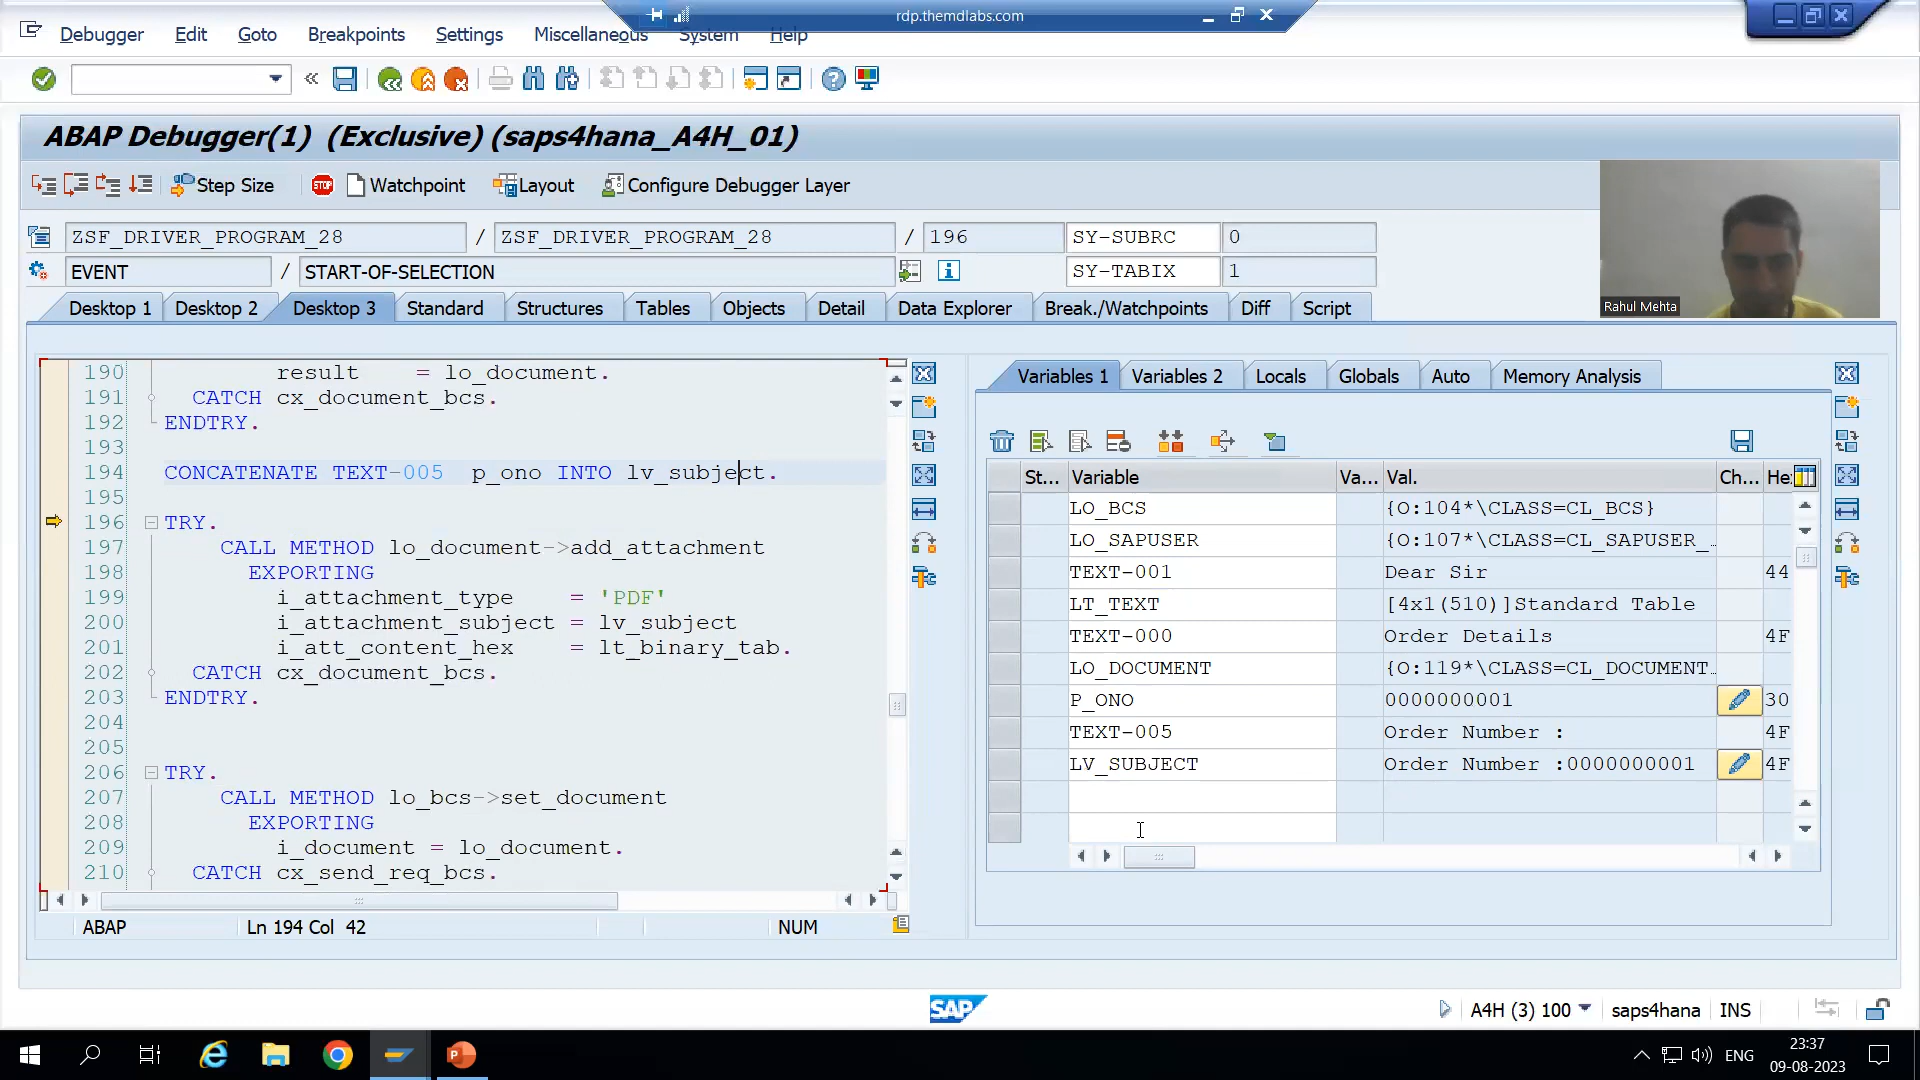 rdp.themdlabs.com
Debugger Edit Goto Breakpoints Settings Miscellaneous System Help
ABAP Debugger(1) (Exclusive) (saps4hana_A4H_01)
Step Size STOP Watchpoint Layout Configure Debugger Layer
ZSF_DRIVER_PROGRAM_28 / ZSF_DRIVER_PROGRAM_28 / 196 SY-SUBRC 0
EVENT / START-OF-SELECTION SY-TABIX 1
Rahul Mehta
Desktop 1 Desktop 2 Desktop 3 Standard Structures Tables Objects Detail Data Explorer Break./Watchpoints Diff Script
190 result = lo_document.
191 CATCH cx_document_bcs.
192 ENDTRY.
193
194 CONCATENATE TEXT-005 p_ono INTO lv_subject.
195
196 TRY.
197 CALL METHOD lo_document->add_attachment
198 EXPORTING
199 i_attachment_type = 'PDF'
200 i_attachment_subject = lv_subject
201 i_att_content_hex = lt_binary_tab.
202 CATCH cx_document_bcs.
203 ENDTRY.
204
205
206 TRY.
207 CALL METHOD lo_bcs->set_document
208 EXPORTING
209 i_document = lo_document.
210 CATCH cx_send_req_bcs.
ABAP Ln 194 Col 42 NUM
Variables 1 Variables 2 Locals Globals Auto Memory Analysis
St... Variable Va... Val. Ch... He
LO_BCS {O:104*\CLASS=CL_BCS}
LO_SAPUSER {O:107*\CLASS=CL_SAPUSER_...
TEXT-001 Dear Sir 44
LT_TEXT [4x1(510)]Standard Table
TEXT-000 Order Details 4F
LO_DOCUMENT {O:119*\CLASS=CL_DOCUMENT...
P_ONO 0000000001 30
TEXT-005 Order Number : 4F
LV_SUBJECT Order Number :0000000001 4F
SAP A4H (3) 100 saps4hana INS
ENG 23:37
09-08-2023